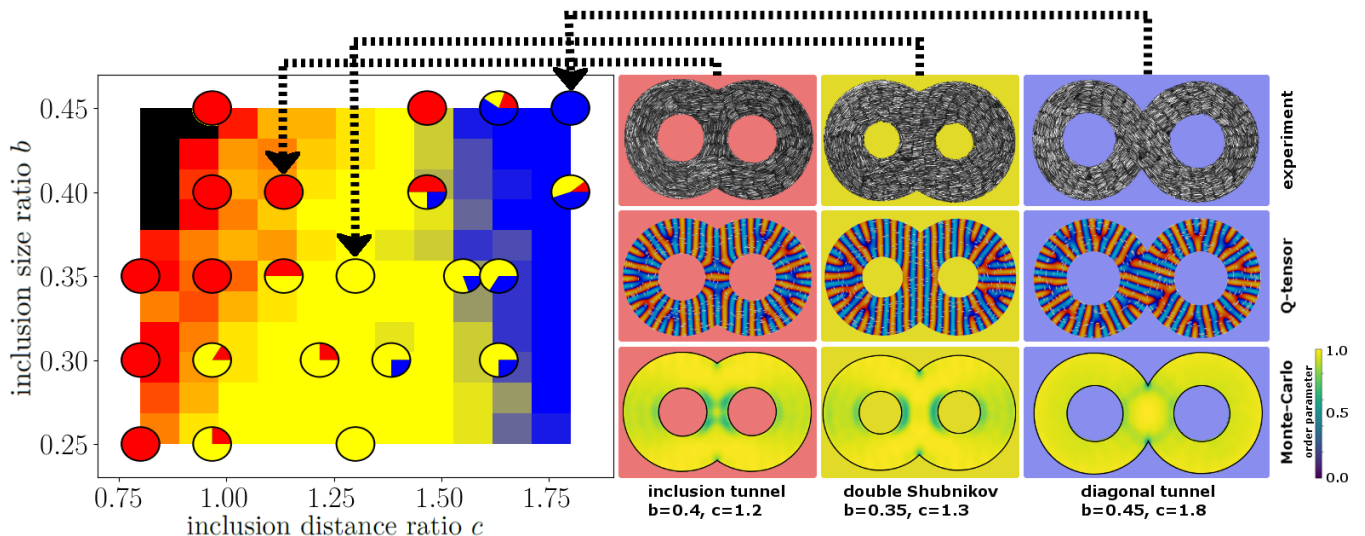 inclusion size ratio b
0.45
0.40
0.35
0.30
0.25
0.75 1.00 1.25 1.50 1.75
inclusion distance ratio c
experiment
Q-tensor
Monte-Carlo
order parameter
1.0
0.5
0.0
inclusion tunnel
b=0.4, c=1.2
double Shubnikov
b=0.35, c=1.3
diagonal tunnel
b=0.45, c=1.8